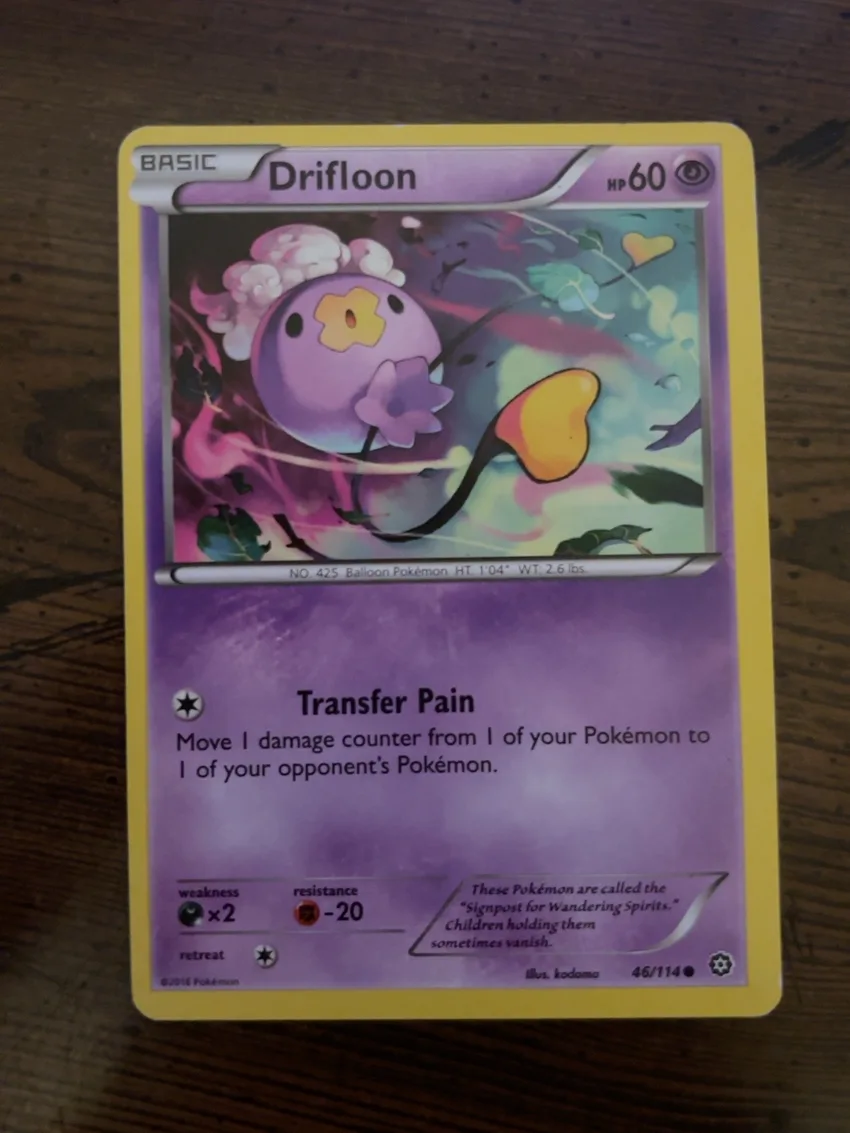 BASIC
Drifloon
HP60
NO. 425 Balloon Pokémon HT. 1'04" WT. 2.6 lbs.
Transfer Pain
Move 1 damage counter from 1 of your Pokémon to
1 of your opponent's Pokémon.
weakness
×2
resistance
-20
retreat
These Pokémon are called the
"Signpost for Wandering Spirits."
Children holding them
sometimes vanish.
©2016 Pokémon
Illus. kodama
46/114